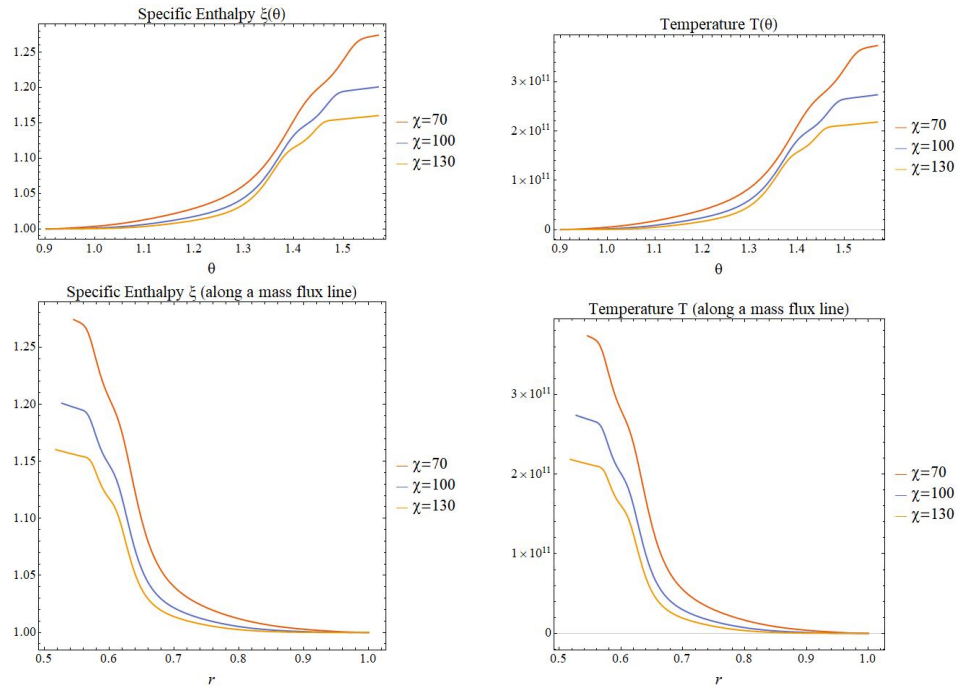 Specific Enthalpy ξ(θ)
1.25
1.20
1.15
1.10
1.05
1.00
0.9 1.0 1.1 1.2 1.3 1.4 1.5
θ
χ=70
χ=100
χ=130
Temperature T(θ)
3×10¹¹
2×10¹¹
1×10¹¹
0
0.9 1.0 1.1 1.2 1.3 1.4 1.5
θ
χ=70
χ=100
χ=130
Specific Enthalpy ξ (along a mass flux line)
1.25
1.20
1.15
1.10
1.05
1.00
0.5 0.6 0.7 0.8 0.9 1.0
r
χ=70
χ=100
χ=130
Temperature T (along a mass flux line)
3×10¹¹
2×10¹¹
1×10¹¹
0
0.5 0.6 0.7 0.8 0.9 1.0
r
χ=70
χ=100
χ=130